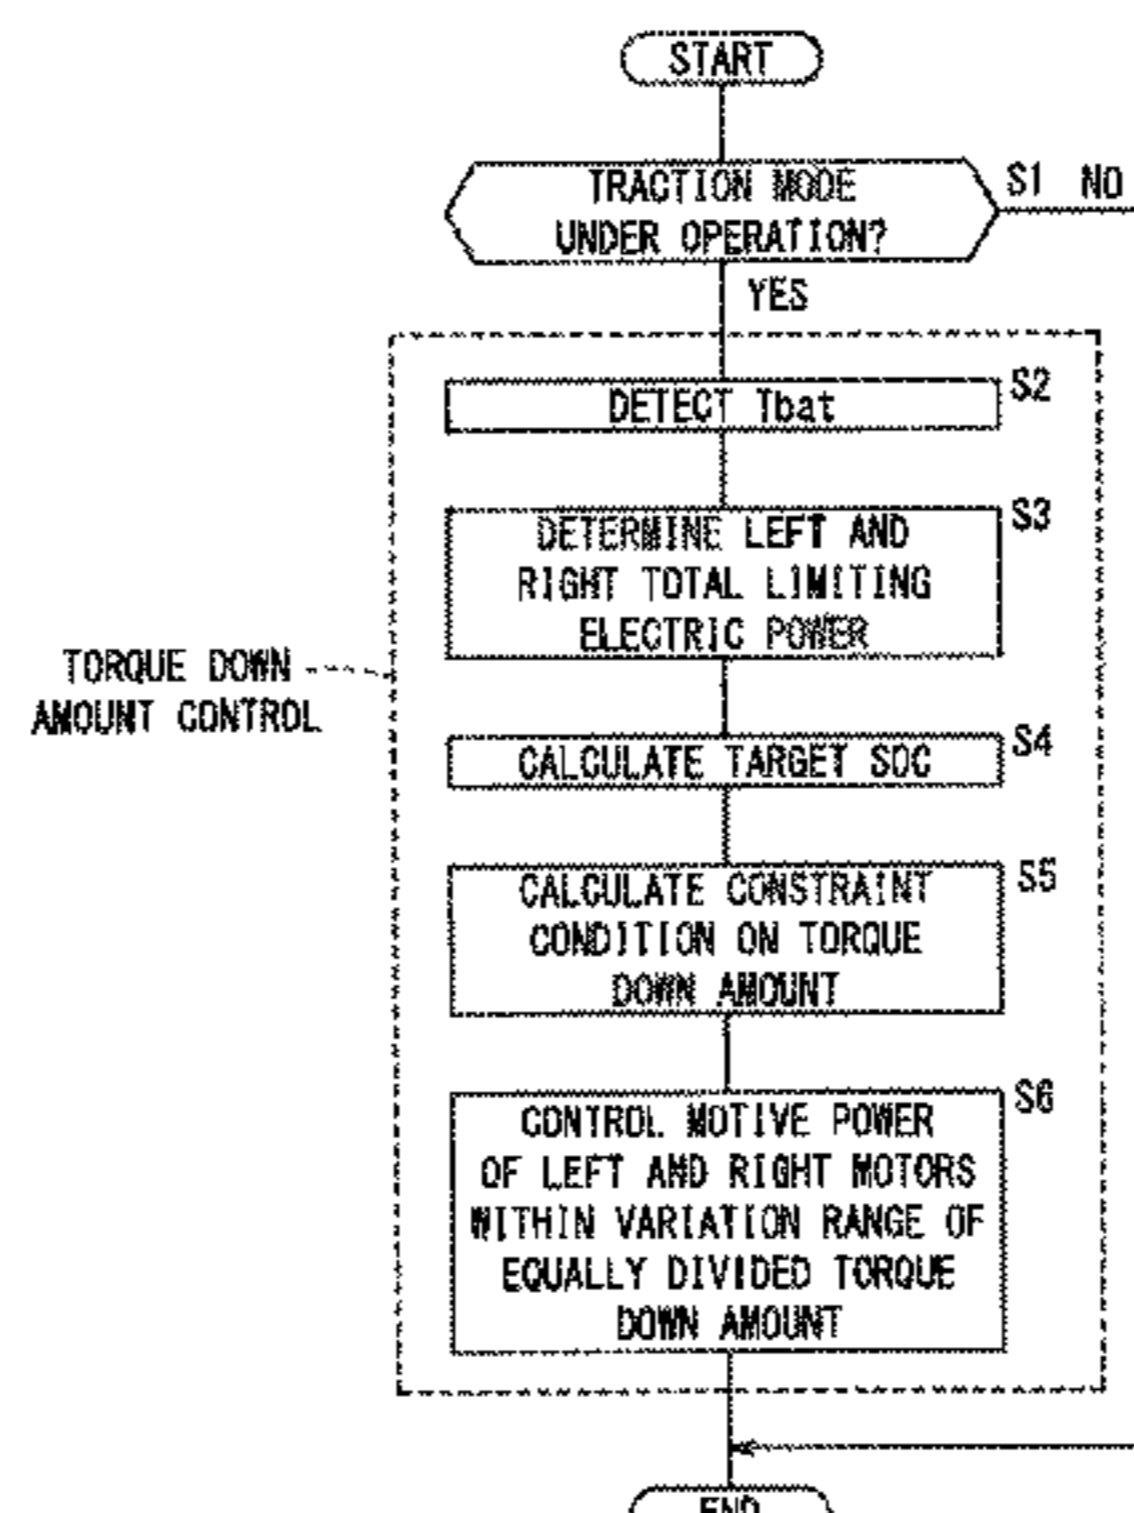 START
TRACTION MODE
UNDER OPERATION?
S1 NO
YES
S2
DETECT Tbat
S3
DETERMINE LEFT AND
RIGHT TOTAL LIMITING
ELECTRIC POWER
TORQUE DOWN
AMOUNT CONTROL
S4
CALCULATE TARGET SOC
S5
CALCULATE CONSTRAINT
CONDITION ON TORQUE
DOWN AMOUNT
S6
CONTROL MOTIVE POWER
OF LEFT AND RIGHT MOTORS
WITHIN VARIATION RANGE OF
EQUALLY DIVIDED TORQUE
DOWN AMOUNT
END